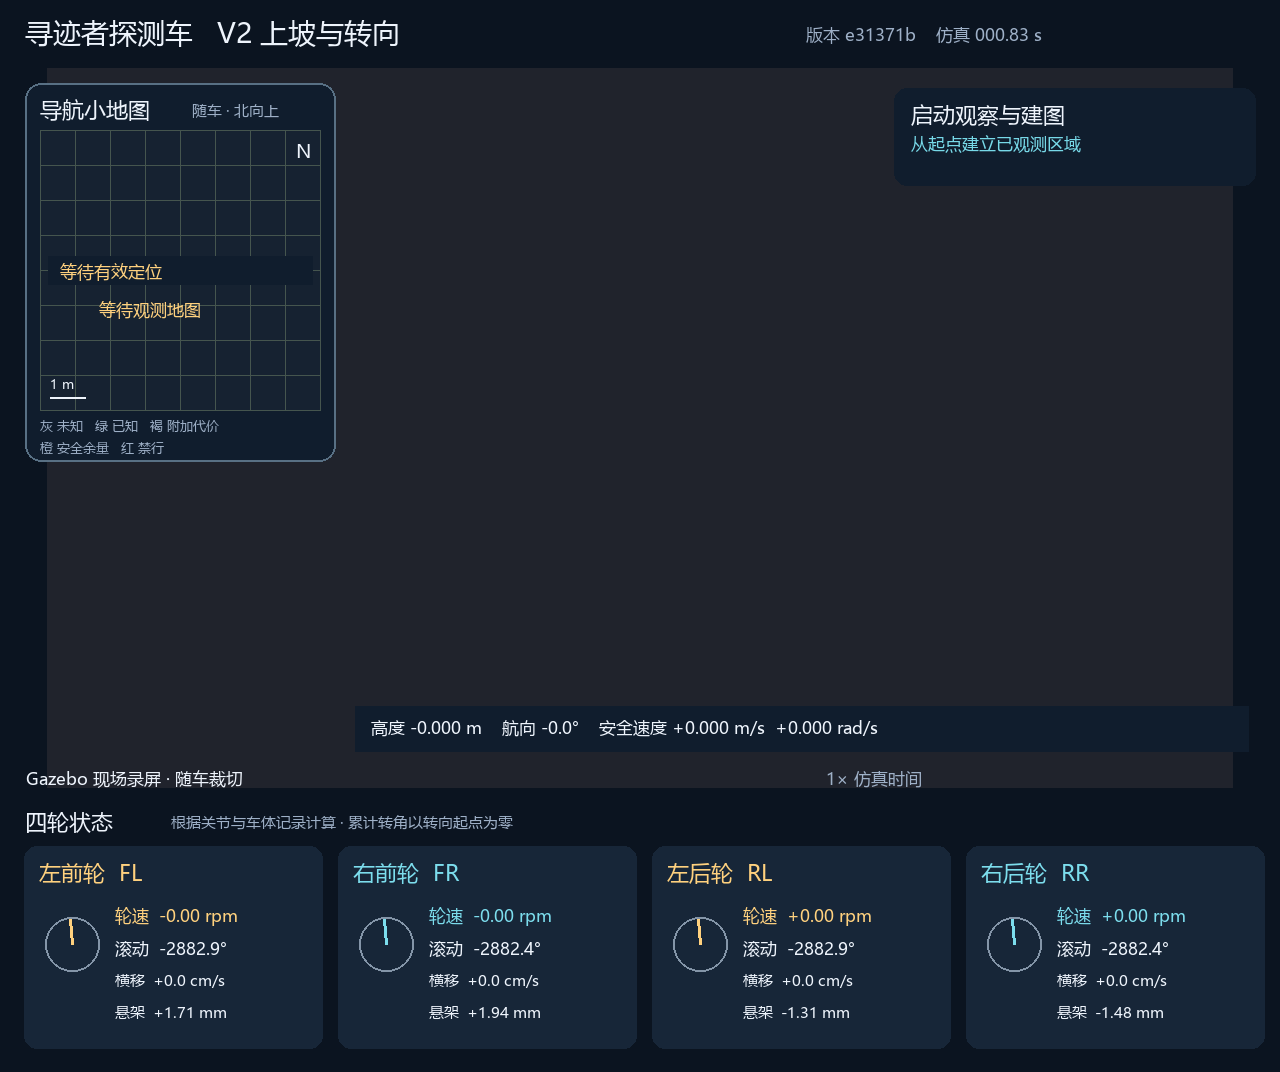 寻迹者探测车 V2 上坡与转向
版本 e31371b 仿真 000.83 s
导航小地图 随车 · 北向上
N
等待有效定位
等待观测地图
1 m
灰 未知 绿 已知 褐 附加代价
橙 安全余量 红 禁行
启动观察与建图
从起点建立已观测区域
高度 -0.000 m 航向 -0.0° 安全速度 +0.000 m/s +0.000 rad/s
Gazebo 现场录屏 · 随车裁切
1× 仿真时间
四轮状态 根据关节与车体记录计算 · 累计转角以转向起点为零
左前轮 FL
轮速 -0.00 rpm
滚动 -2882.9°
横移 +0.0 cm/s
悬架 +1.71 mm
右前轮 FR
轮速 -0.00 rpm
滚动 -2882.4°
横移 +0.0 cm/s
悬架 +1.94 mm
左后轮 RL
轮速 +0.00 rpm
滚动 -2882.9°
横移 +0.0 cm/s
悬架 -1.31 mm
右后轮 RR
轮速 +0.00 rpm
滚动 -2882.4°
横移 +0.0 cm/s
悬架 -1.48 mm